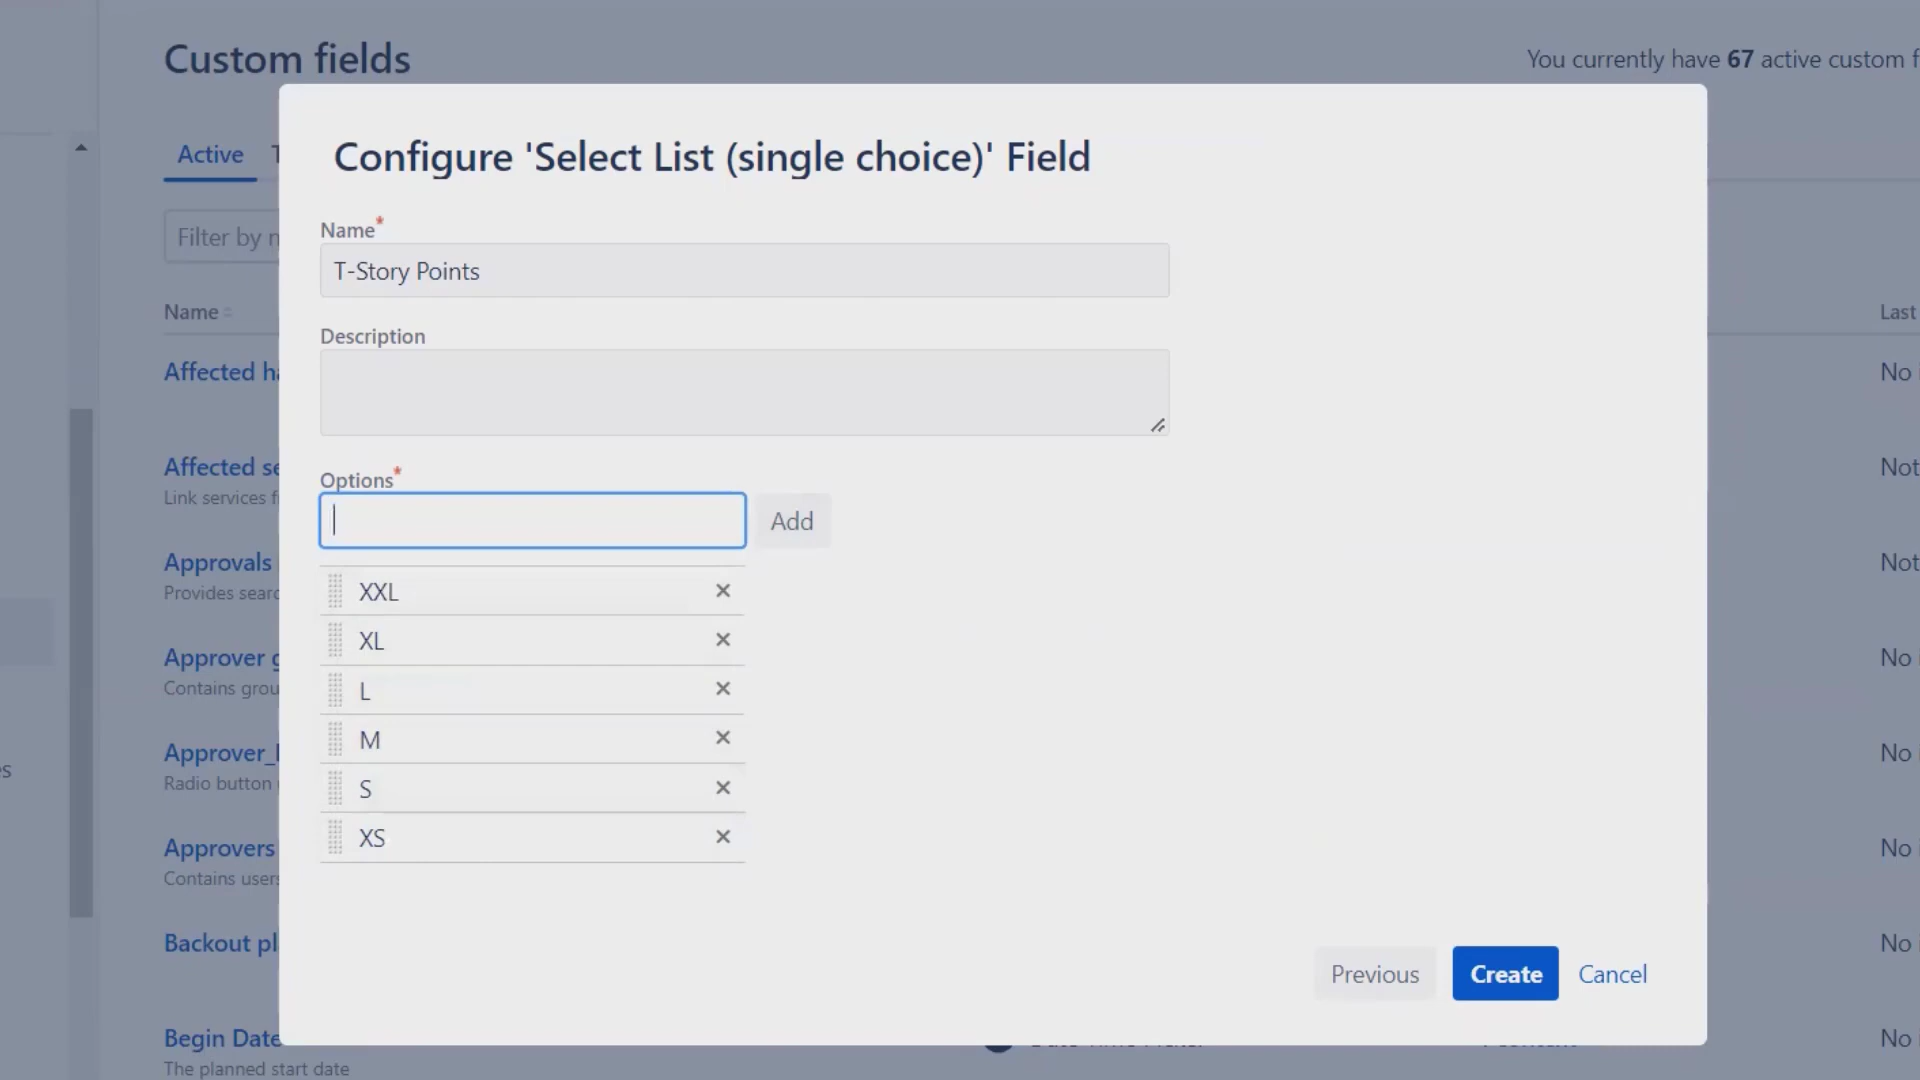 Custom fields
You currently have 67 active custom f
Configure 'Select List (single choice)' Field
Active
Name*
Filter by n
T-Story Points
Name
Last
Description
Affected ha
No i
Affected se
Link services f
Not
Options*
Add
Approvals
Provides searc
Not
XXL
XL
Approver g
Contains grou
No i
L
M
Approver_
Radio button
No i
S
XS
Approvers
Contains users
No i
Backout pl
No i
Previous
Create
Cancel
Begin Date
The planned start date
No i